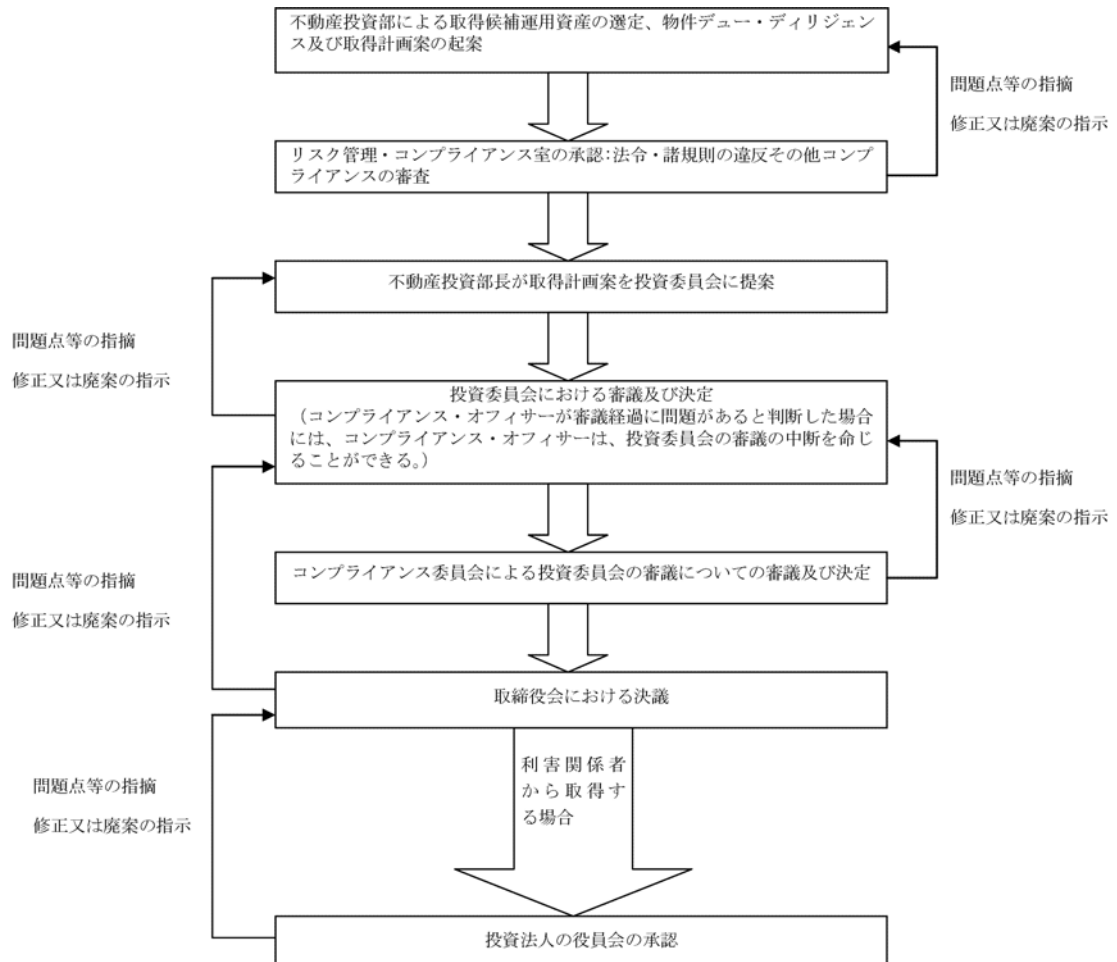 不動産投資部による取得候補運用資産の選定、物件デュー・ディリジェン
ス及び取得計画案の起案
問題点等の指摘
修正又は廃案の指示
リスク管理・コンプライアンス室の承認:法令・諸規則の違反その他コンプ
ライアンスの審査
不動産投資部長が取得計画案を投資委員会に提案
問題点等の指摘
修正又は廃案の指示
投資委員会における審議及び決定
（コンプライアンス・オフィサーが審議経過に問題があると判断した場合
には、コンプライアンス・オフィサーは、投資委員会の審議の中断を命じ
ることができる。）
問題点等の指摘
修正又は廃案の指示
コンプライアンス委員会による投資委員会の審議についての審議及び決定
問題点等の指摘
修正又は廃案の指示
取締役会における決議
利害関係者
から取得す
る場合
問題点等の指摘
修正又は廃案の指示
投資法人の役員会の承認